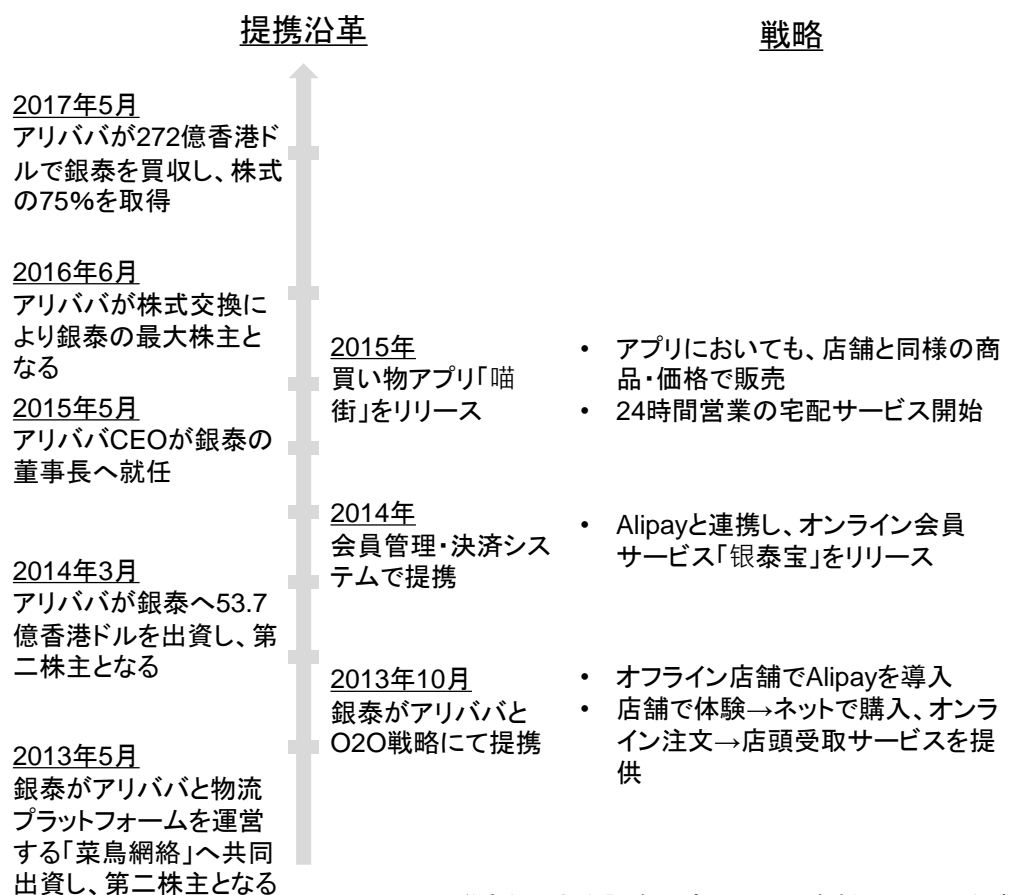 提携沿革
戦略
2017年5月
アリババが272億香港ド
ルで銀泰を買収し、株式
の75%を取得
2016年6月
アリババが株式交換に
より銀泰の最大株主と
なる
2015年
買い物アプリ「喵
街」をリリース
• アプリにおいても、店舗と同様の商
品・価格で販売
• 24時間営業の宅配サービス開始
2015年5月
アリババCEOが銀泰の
董事長へ就任
2014年
会員管理・決済シス
テムで提携
• Alipayと連携し、オンライン会員
サービス「银泰宝」をリリース
2014年3月
アリババが銀泰へ53.7
億香港ドルを出資し、第
二株主となる
2013年10月
銀泰がアリババと
O2O戦略にて提携
• オフライン店舗でAlipayを導入
• 店舗で体験→ネットで購入、オンラ
イン注文→店頭受取サービスを提
供
2013年5月
銀泰がアリババと物流
プラットフォームを運営
する「菜鳥網絡」へ共同
出資し、第二株主となる